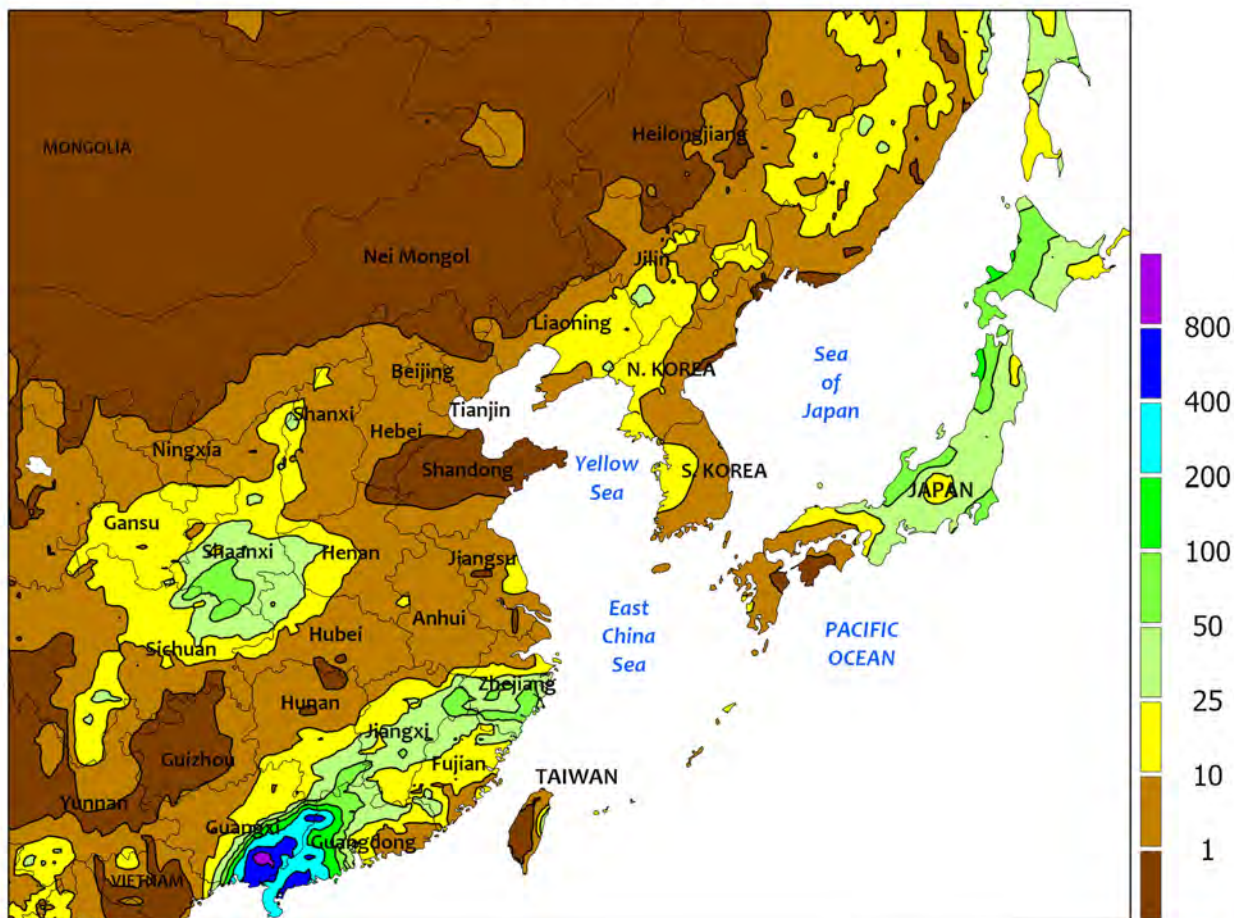 Heilongjiang
MONGOLIA
Nei Mongol
Jilin
Liaoning
800
Sea
of
Japan
Beijing
N. KOREA
Tianjin
Shanxi
400
Hebei
Ningxia
Shandong
Yellow
Sea
S. KOREA
200
JAPAN
Gansu
Shaanxi
Henan
Jiangsu
100
East
China
Sea
Anhui
Hubei
PACIFIC
OCEAN
50
Sichuan
Zhejiang
Hunan
25
Jiangxi
Guizhou
Fujian
TAIWAN
10
Yunnan
Guangxi
Guangdong
1
VIETNAM